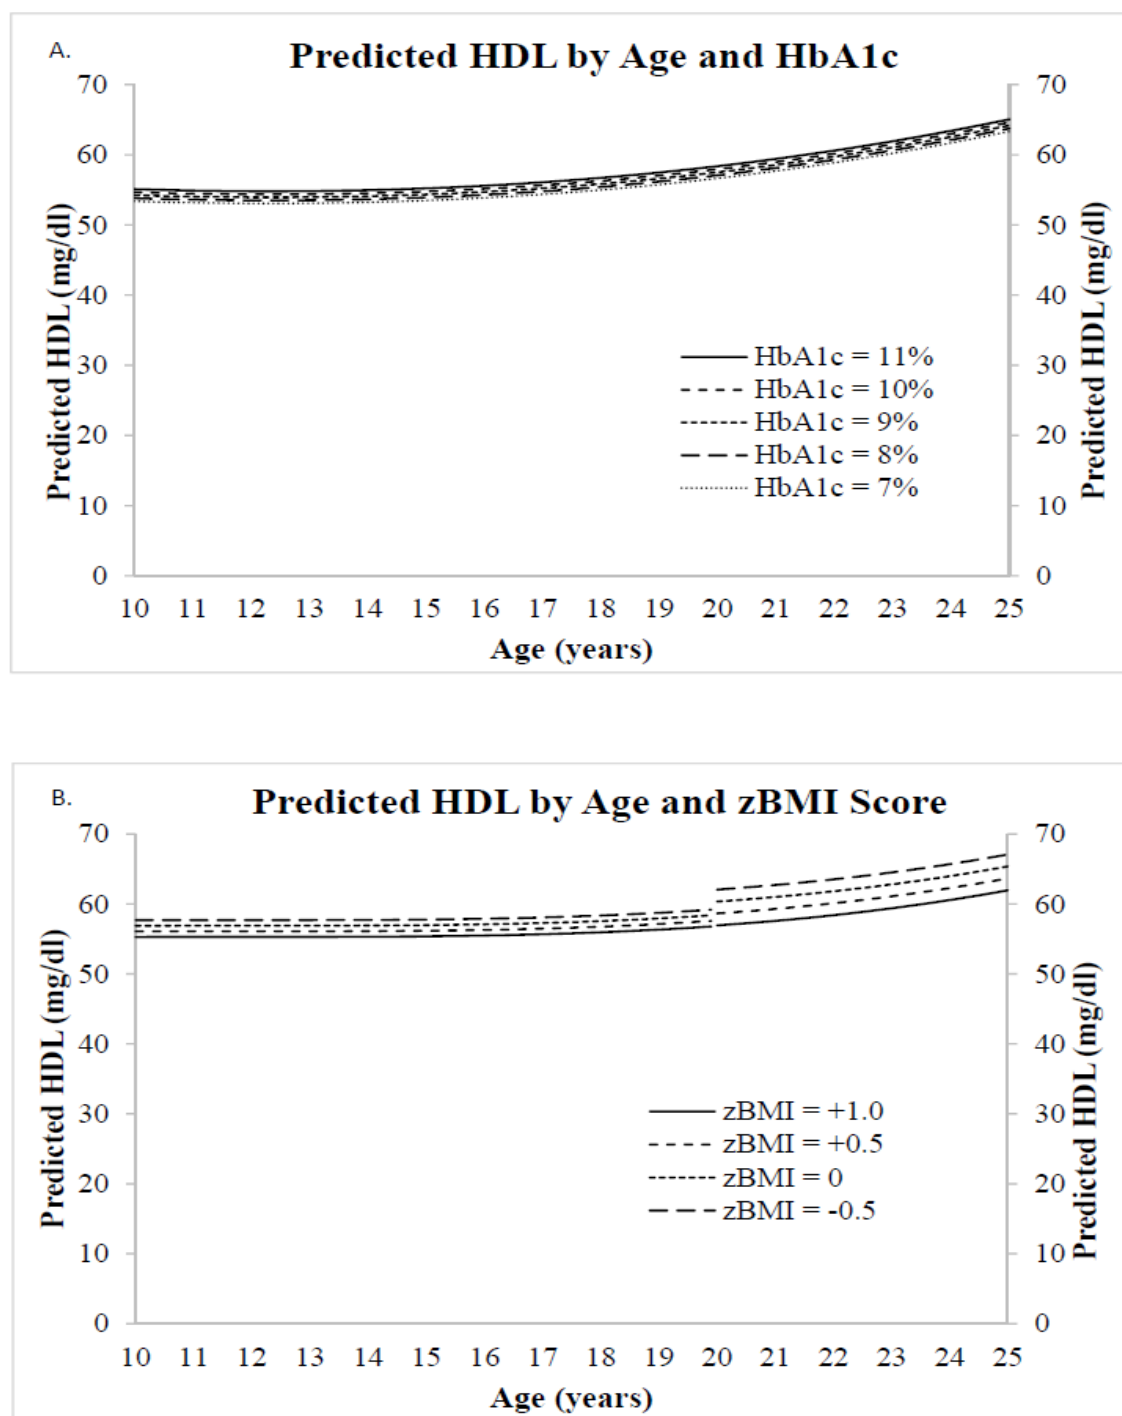 A.
Predicted HDL by Age and HbA1c
70
60
50
40
30
20
10
0
Predicted HDL (mg/dl)
HbA1c = 11%
HbA1c = 10%
HbA1c = 9%
HbA1c = 8%
HbA1c = 7%
70
60
50
40
30
20
10
0
Predicted HDL (mg/dl)
10 11 12 13 14 15 16 17 18 19 20 21 22 23 24 25
Age (years)
B.
Predicted HDL by Age and zBMI Score
70
60
50
40
30
20
10
0
Predicted HDL (mg/dl)
zBMI = +1.0
zBMI = +0.5
zBMI = 0
zBMI = -0.5
70
60
50
40
30
20
10
0
Predicted HDL (mg/dl)
10 11 12 13 14 15 16 17 18 19 20 21 22 23 24 25
Age (years)